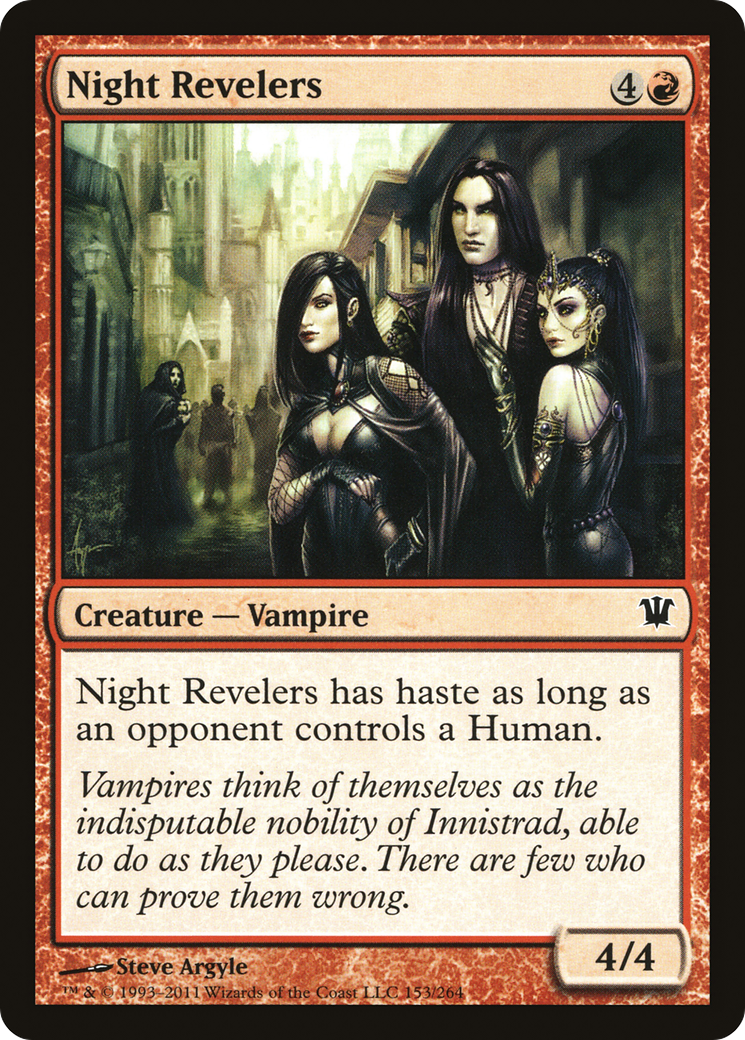 Night Revelers
4
Creature — Vampire
Night Revelers has haste as long as
an opponent controls a Human.
Vampires think of themselves as the
indisputable nobility of Innistrad, able
to do as they please. There are few who
can prove them wrong.
4/4
Steve Argyle
™ & © 1993–2011 Wizards of the Coast LLC 153/264